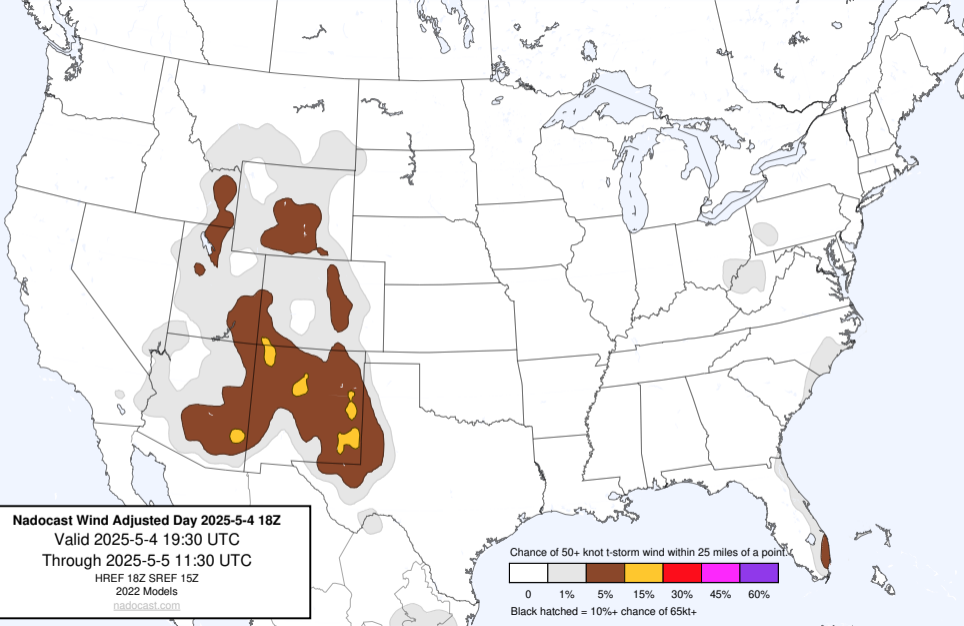 Nadocast Wind Adjusted Day 2025-5-4 18Z
Valid 2025-5-4 19:30 UTC
Through 2025-5-5 11:30 UTC
HREF 18Z SREF 15Z
2022 Models
nadocast.com
Chance of 50+ knot t-storm wind within 25 miles of a point.
0 1% 5% 15% 30% 45% 60%
Black hatched = 10%+ chance of 65kt+